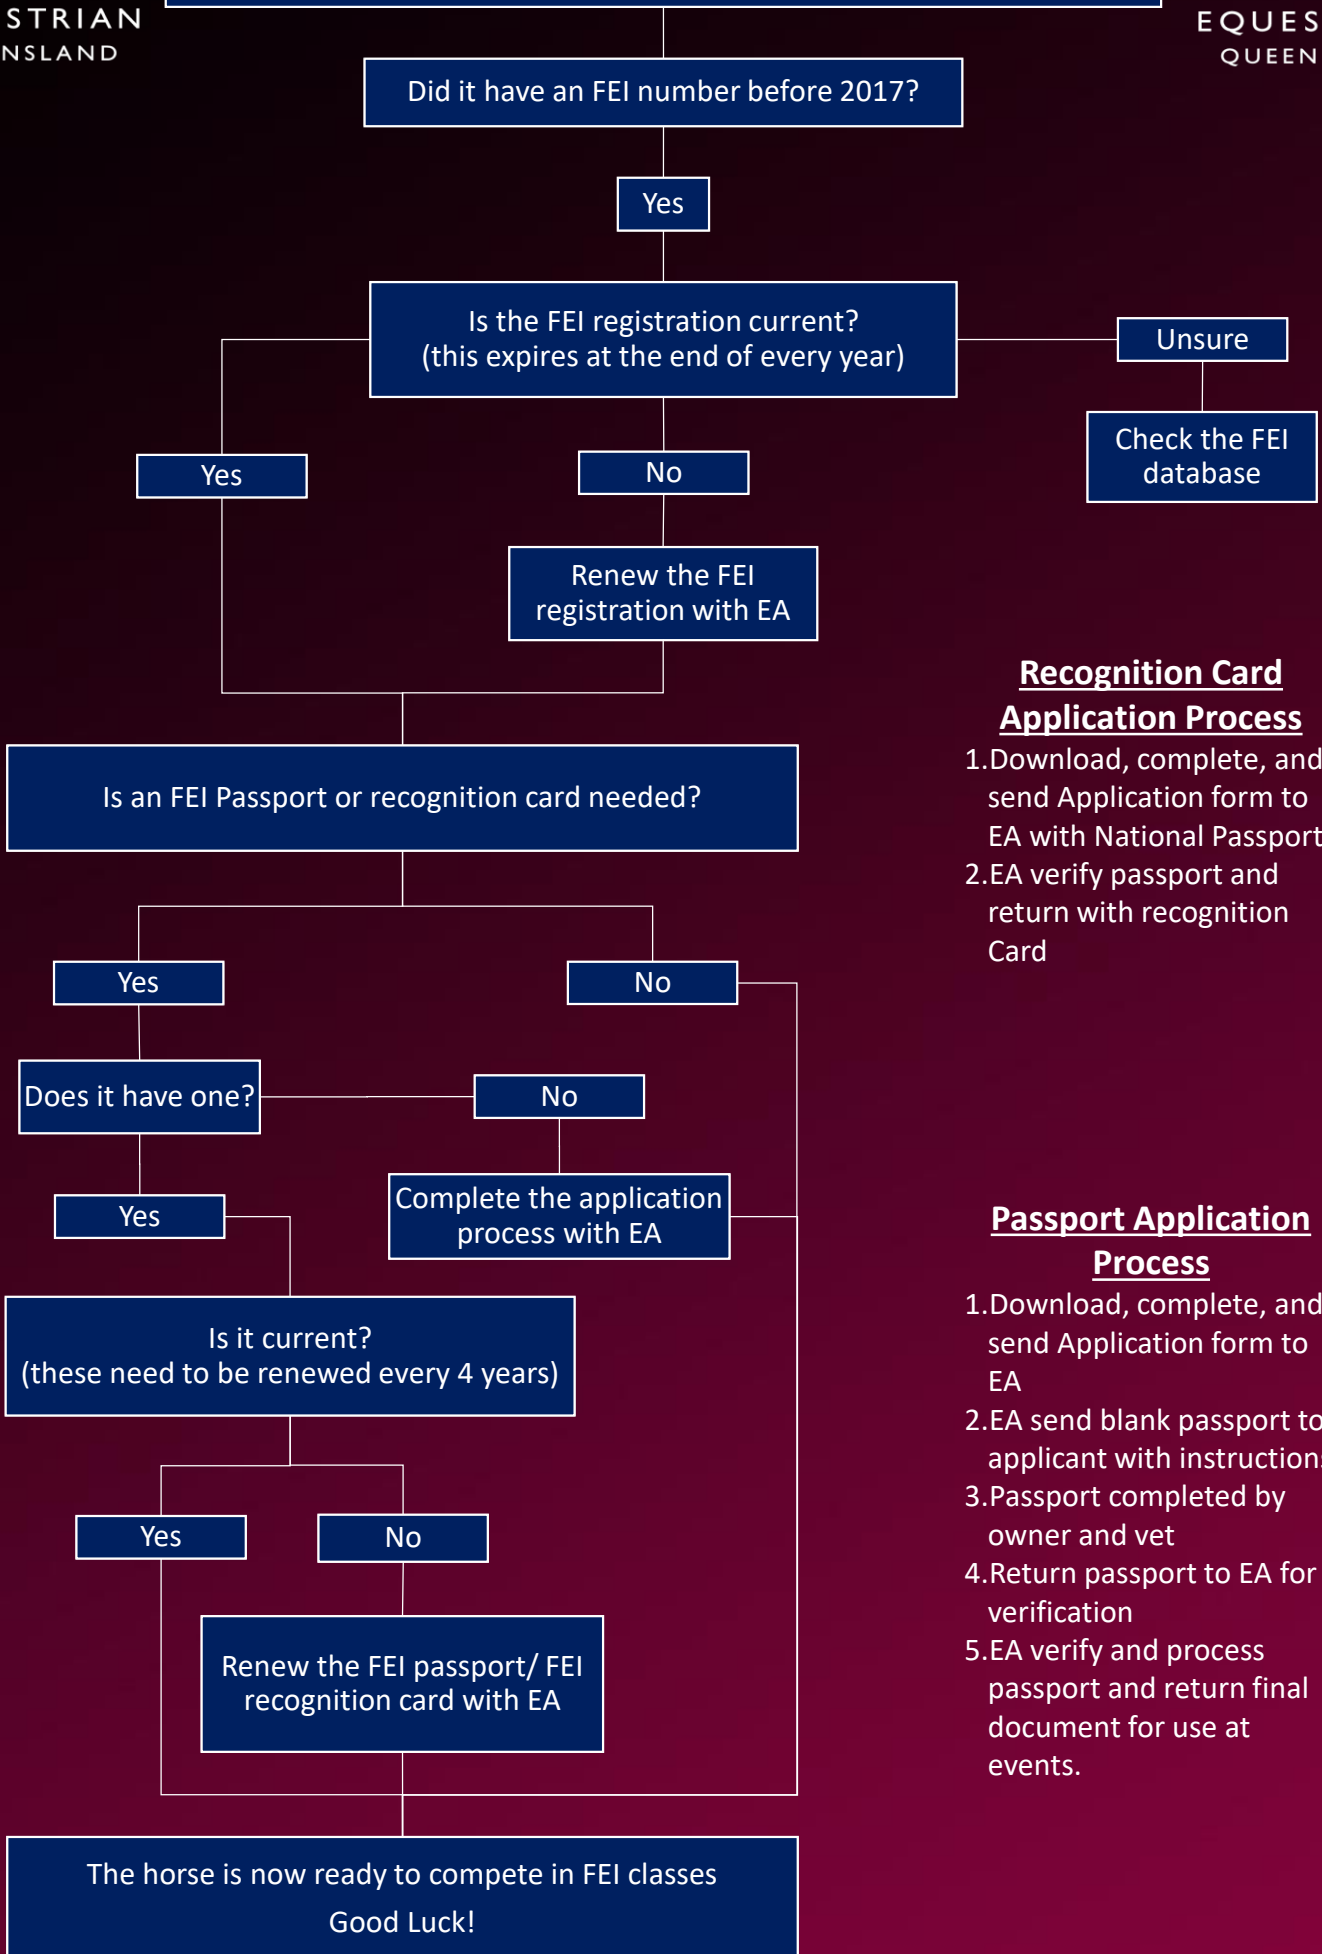 STRIAN
NSLAND
EQUES
QUEEN
Did it have an FEI number before 2017?
Yes
Is the FEI registration current?
(this expires at the end of every year)
Unsure
Check the FEI
database
Yes
No
Renew the FEI
registration with EA
Recognition Card
Application Process
1.Download, complete, and
send Application form to
EA with National Passport
2.EA verify passport and
return with recognition
Card
Is an FEI Passport or recognition card needed?
Yes
No
Does it have one?
No
Yes
Complete the application
process with EA
Passport Application
Process
1.Download, complete, and
send Application form to
EA
2.EA send blank passport to
applicant with instructions
3.Passport completed by
owner and vet
4.Return passport to EA for
verification
5.EA verify and process
passport and return final
document for use at
events.
Is it current?
(these need to be renewed every 4 years)
Yes
No
Renew the FEI passport/ FEI
recognition card with EA
The horse is now ready to compete in FEI classes
Good Luck!